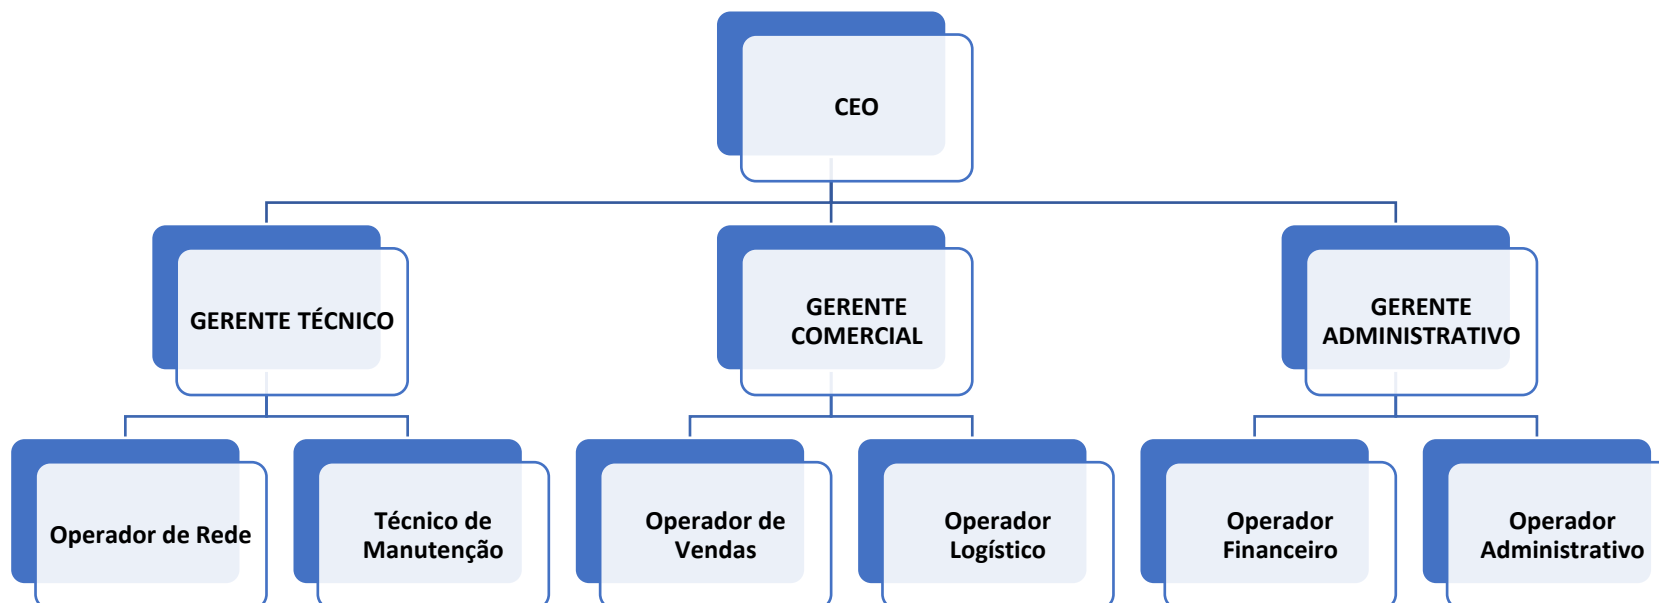 CEO
GERENTE TÉCNICO
GERENTE
COMERCIAL
GERENTE
ADMINISTRATIVO
Operador de Rede
Técnico de
Manutenção
Operador de
Vendas
Operador
Logístico
Operador
Financeiro
Operador
Administrativo